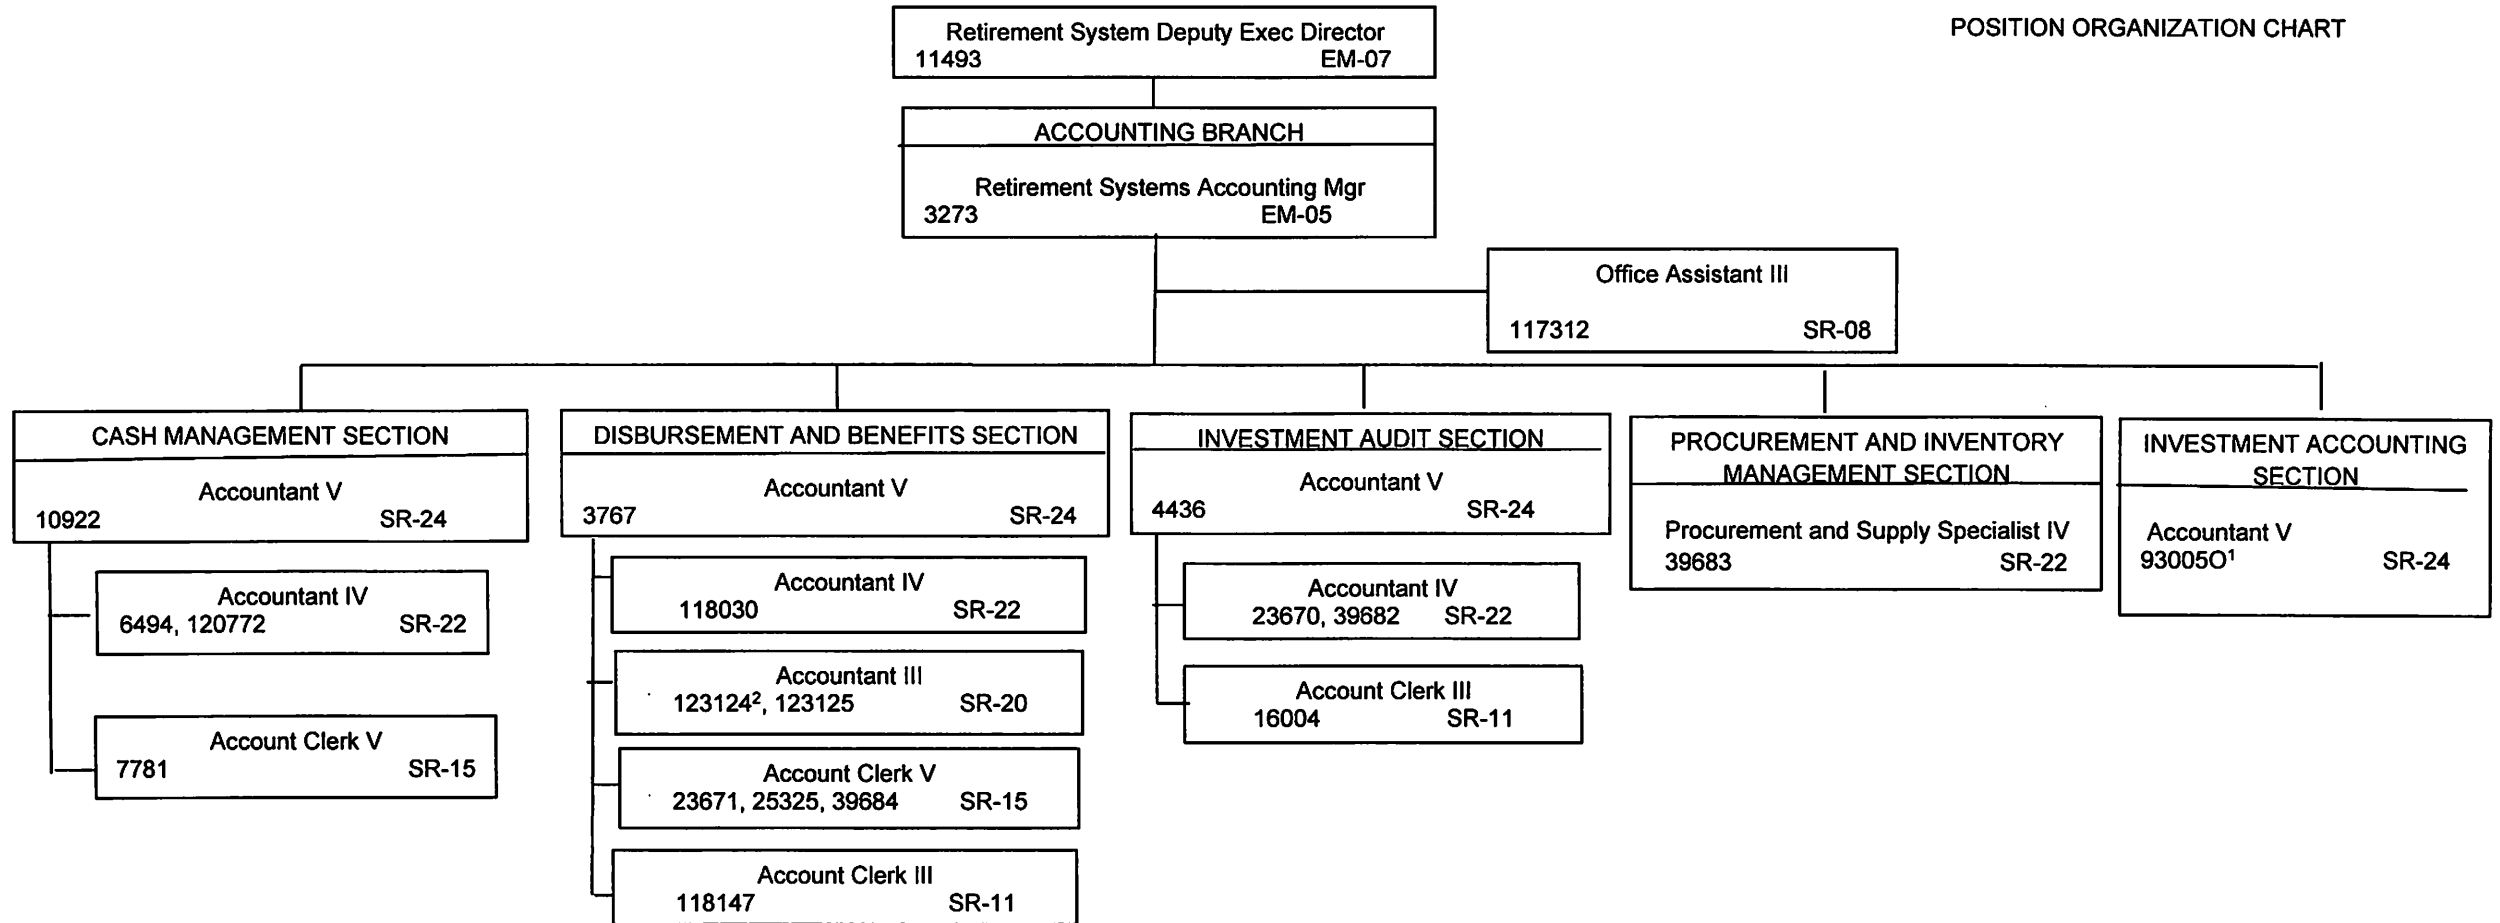 POSITION ORGANIZATION CHART
Retirement System Deputy Exec Director
11493 EM-07
ACCOUNTING BRANCH
Retirement Systems Accounting Mgr
3273 EM-05
Office Assistant III
117312 SR-08
CASH MANAGEMENT SECTION
Accountant V
10922 SR-24
Accountant IV
6494, 120772 SR-22
Account Clerk V
7781 SR-15
DISBURSEMENT AND BENEFITS SECTION
Accountant V
3767 SR-24
Accountant IV
118030 SR-22
Accountant III
123124², 123125 SR-20
Account Clerk V
23671, 25325, 39684 SR-15
Account Clerk III
118147 SR-11
INVESTMENT AUDIT SECTION
Accountant V
4436 SR-24
Accountant IV
23670, 39682 SR-22
Account Clerk III
16004 SR-11
PROCUREMENT AND INVENTORY
MANAGEMENT SECTION
Procurement and Supply Specialist IV
39683 SR-22
INVESTMENT ACCOUNTING
SECTION
Accountant V
93005O¹ SR-24